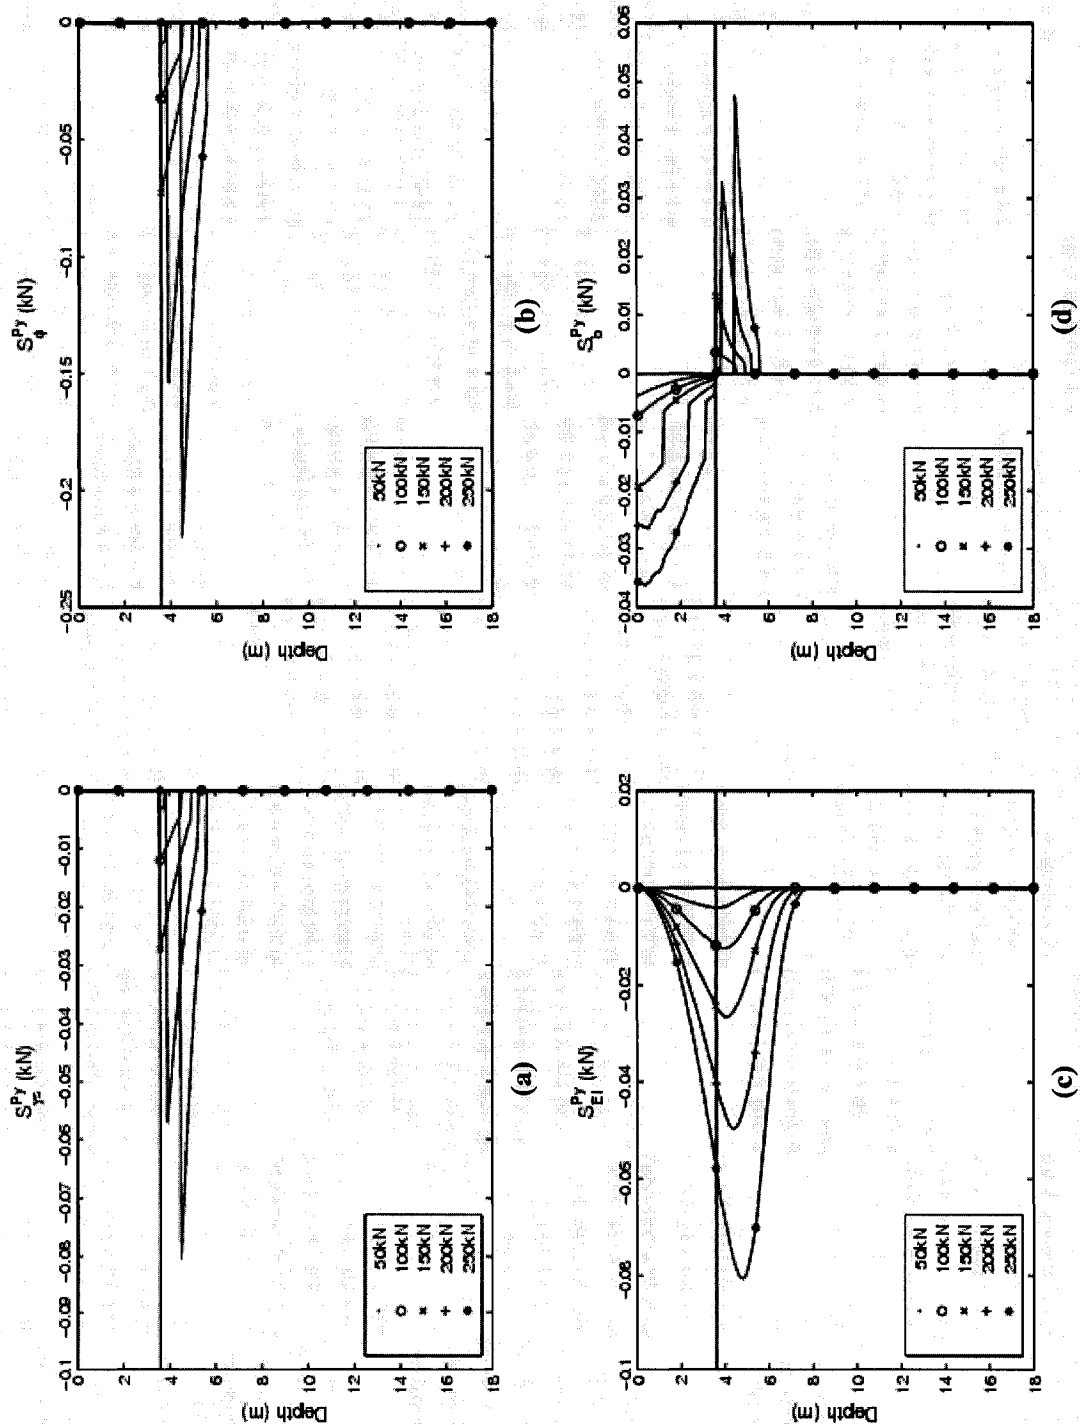 S_γs^Py (kN)
-0.1 -0.09 -0.08 -0.07 -0.06 -0.05 -0.04 -0.03 -0.02 -0.01 0
0
2
4
6
8
10
12
14
16
18
Depth (m)
50kN
100kN
150kN
200kN
250kN
(a)
S_ϕ^Py (kN)
-0.25 -0.2 -0.15 -0.1 -0.05 0
0
2
4
6
8
10
12
14
16
18
Depth (m)
50kN
100kN
150kN
200kN
250kN
(b)
S_EI^Py (kN)
-0.1 -0.08 -0.06 -0.04 -0.02 0 0.02
0
2
4
6
8
10
12
14
16
18
Depth (m)
50kN
100kN
150kN
200kN
250kN
(c)
S_b^Py (kN)
-0.04 -0.03 -0.02 -0.01 0 0.01 0.02 0.03 0.04 0.05 0.06
0
2
4
6
8
10
12
14
16
18
Depth (m)
50kN
100kN
150kN
200kN
250kN
(d)